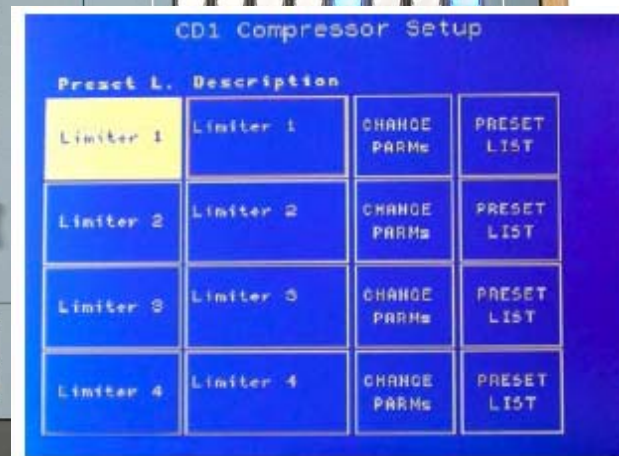 CD1 Compressor Setup
Preset L. Description
Limiter 1 Limiter 1 CHANGE PARMs PRESET LIST
Limiter 2 Limiter 2 CHANGE PARMs PRESET LIST
Limiter 3 Limiter 3 CHANGE PARMs PRESET LIST
Limiter 4 Limiter 4 CHANGE PARMs PRESET LIST